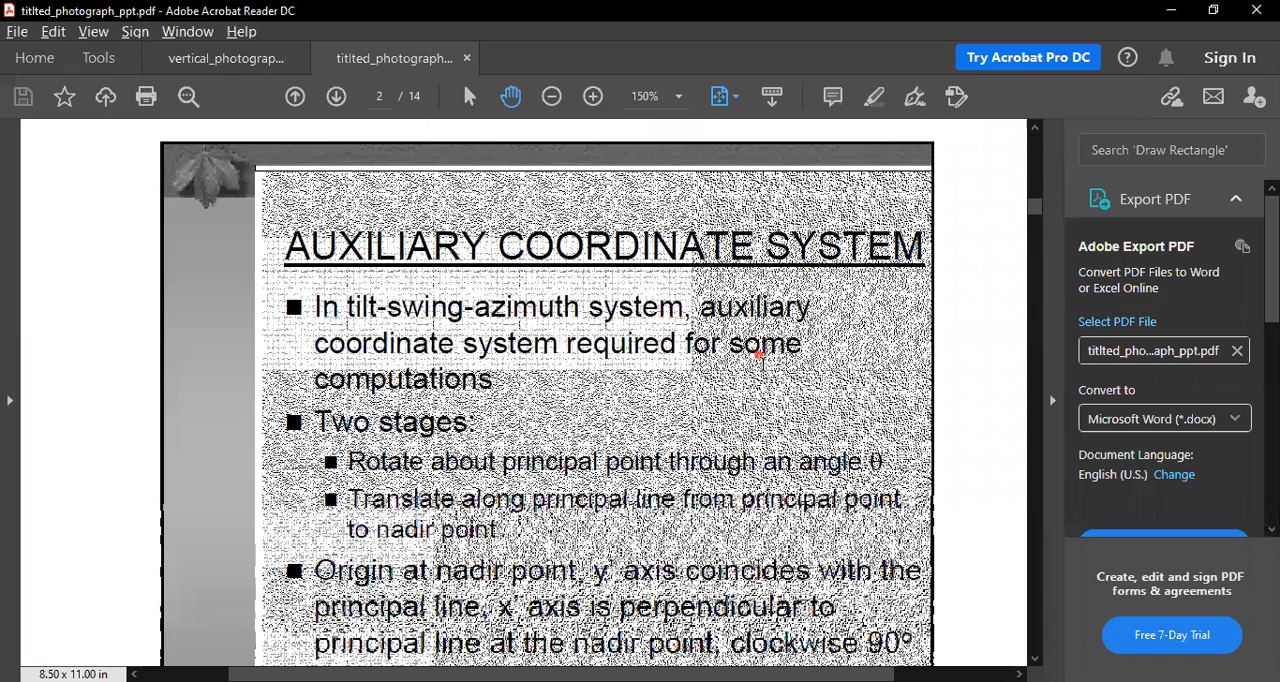 titlted_photograph_ppt.pdf - Adobe Acrobat Reader DC
File Edit View Sign Window Help
Home Tools vertical_photograp... titlted_photograph... ×
Try Acrobat Pro DC Sign In
2 / 14 150%
AUXILIARY COORDINATE SYSTEM
In tilt-swing-azimuth system, auxiliary
coordinate system required for some
computations
Two stages:
Rotate about principal point through an angle θ
Translate along principal line from principal point
to nadir point.
Origin at nadir point, y' axis coincides with the
principal line, x' axis is perpendicular to
principal line at the nadir point, clockwise 90°
8.50 x 11.00 in
Search 'Draw Rectangle'
Export PDF
Adobe Export PDF
Convert PDF Files to Word
or Excel Online
Select PDF File
titlted_pho...aph_ppt.pdf
Convert to
Microsoft Word (*.docx)
Document Language:
English (U.S.) Change
Create, edit and sign PDF
forms & agreements
Free 7-Day Trial